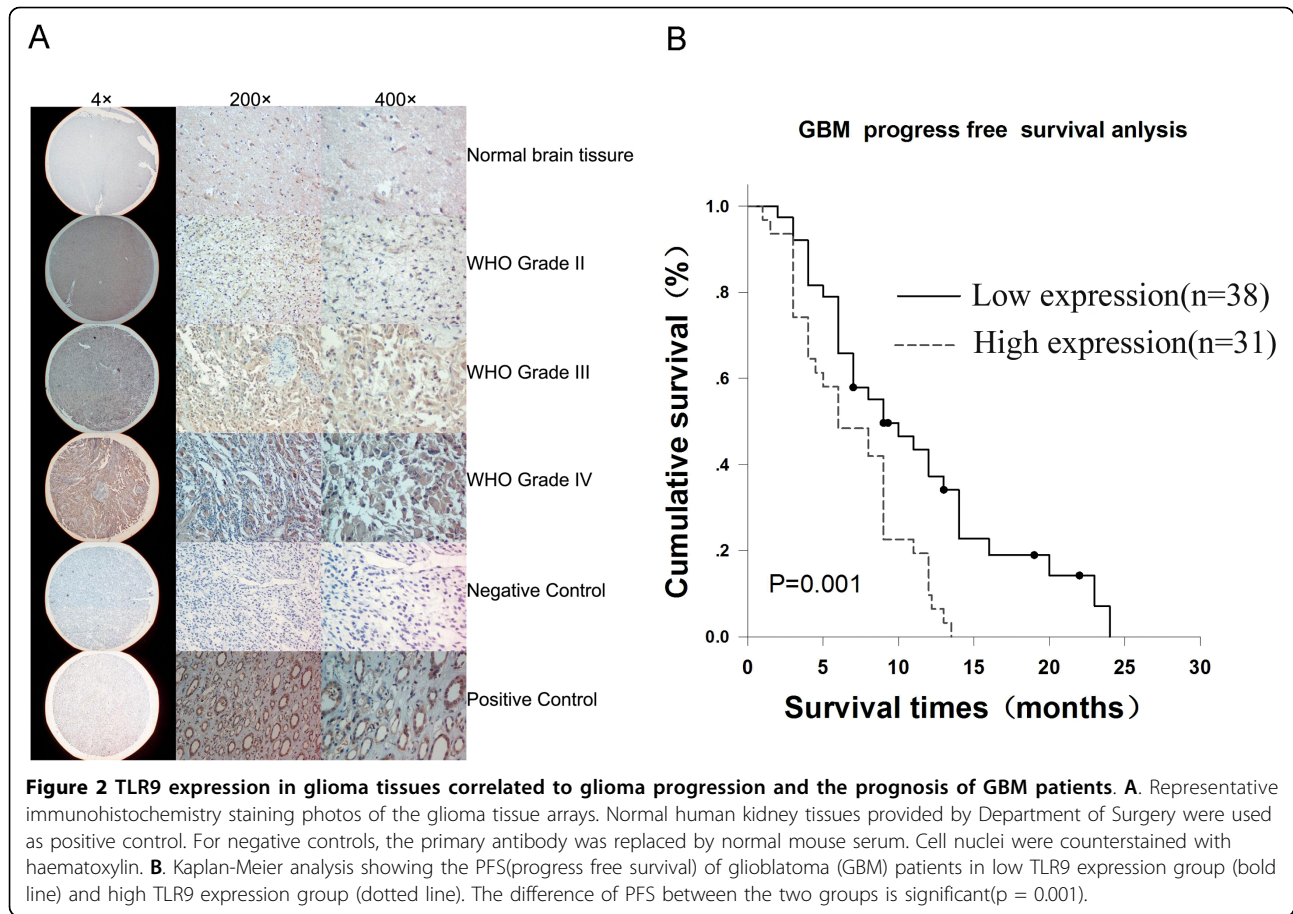 A
B
4× 200× 400×
Normal brain tissure
WHO Grade II
WHO Grade III
WHO Grade IV
Negative Control
Positive Control
GBM progress free survival anlysis
Cumulative survival (%)
1.0
.8
.6
.4
.2
0.0
Low expression(n=38)
High expression(n=31)
P=0.001
0 5 10 15 20 25 30
Survival times (months)
Figure 2 TLR9 expression in glioma tissues correlated to glioma progression and the prognosis of GBM patients. A. Representative
immunohistochemistry staining photos of the glioma tissue arrays. Normal human kidney tissues provided by Department of Surgery were used
as positive control. For negative controls, the primary antibody was replaced by normal mouse serum. Cell nuclei were counterstained with
haematoxylin. B. Kaplan-Meier analysis showing the PFS(progress free survival) of glioblatoma (GBM) patients in low TLR9 expression group (bold
line) and high TLR9 expression group (dotted line). The difference of PFS between the two groups is significant(p = 0.001).